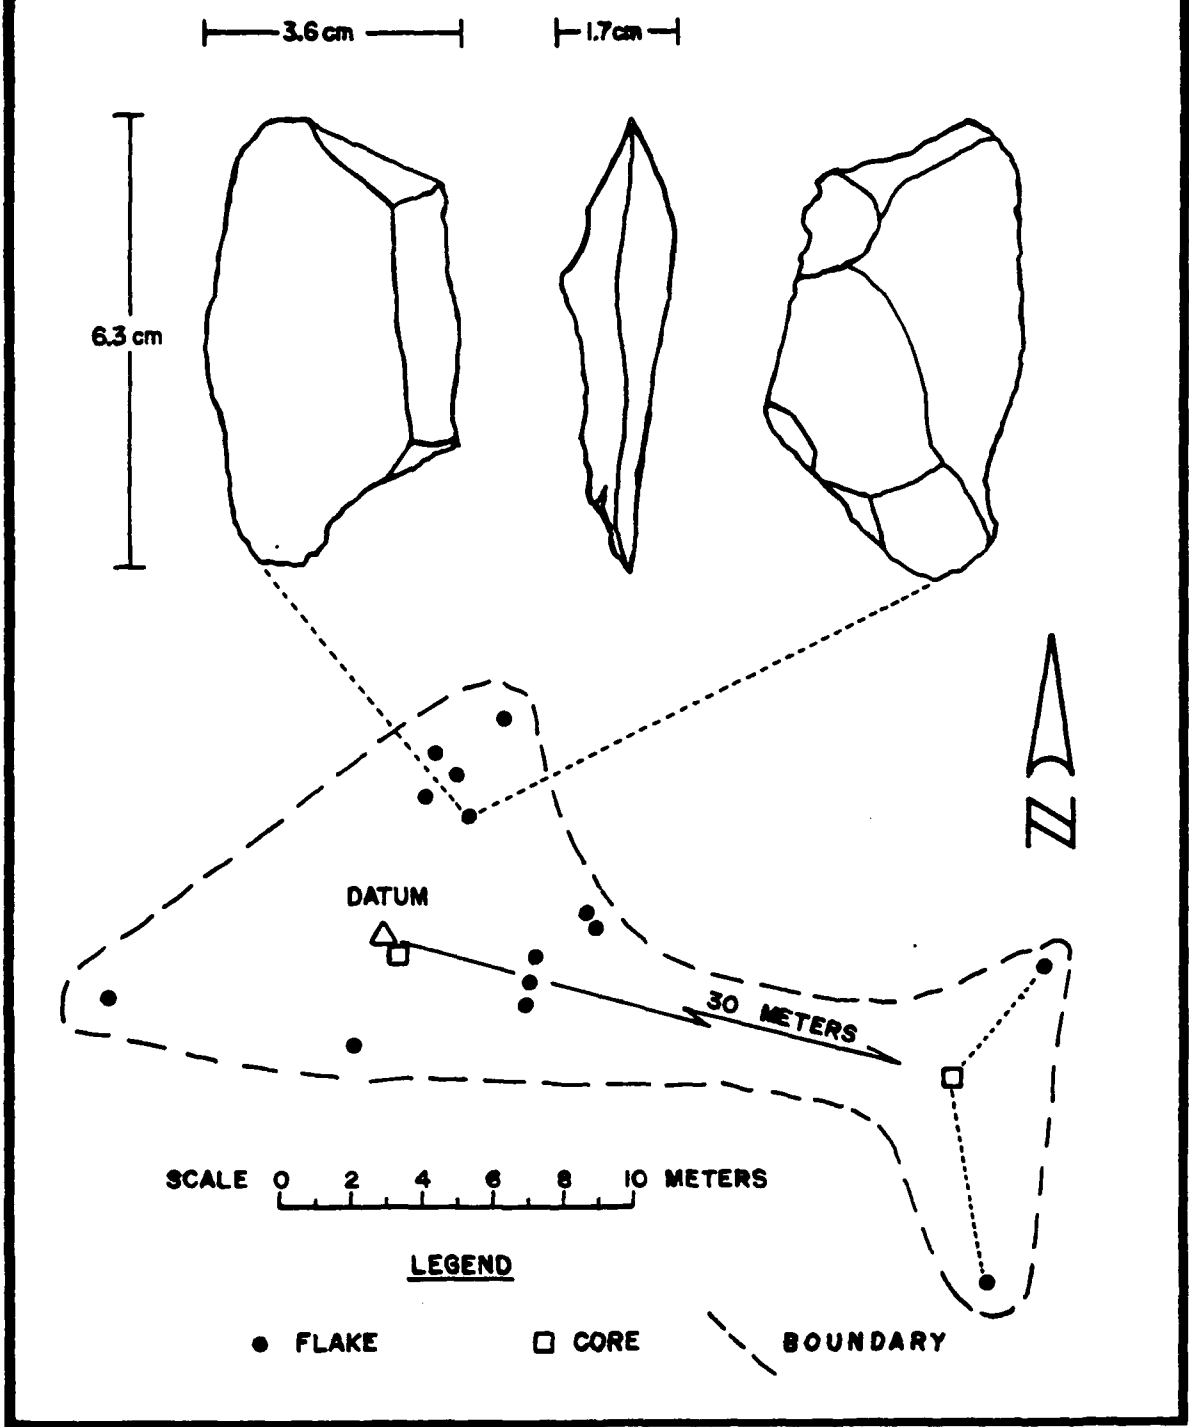 3.6 cm
1.7cm
6.3 cm
N
DATUM
30 METERS
SCALE 0 2 4 6 8 10 METERS
LEGEND
FLAKE
CORE
BOUNDARY